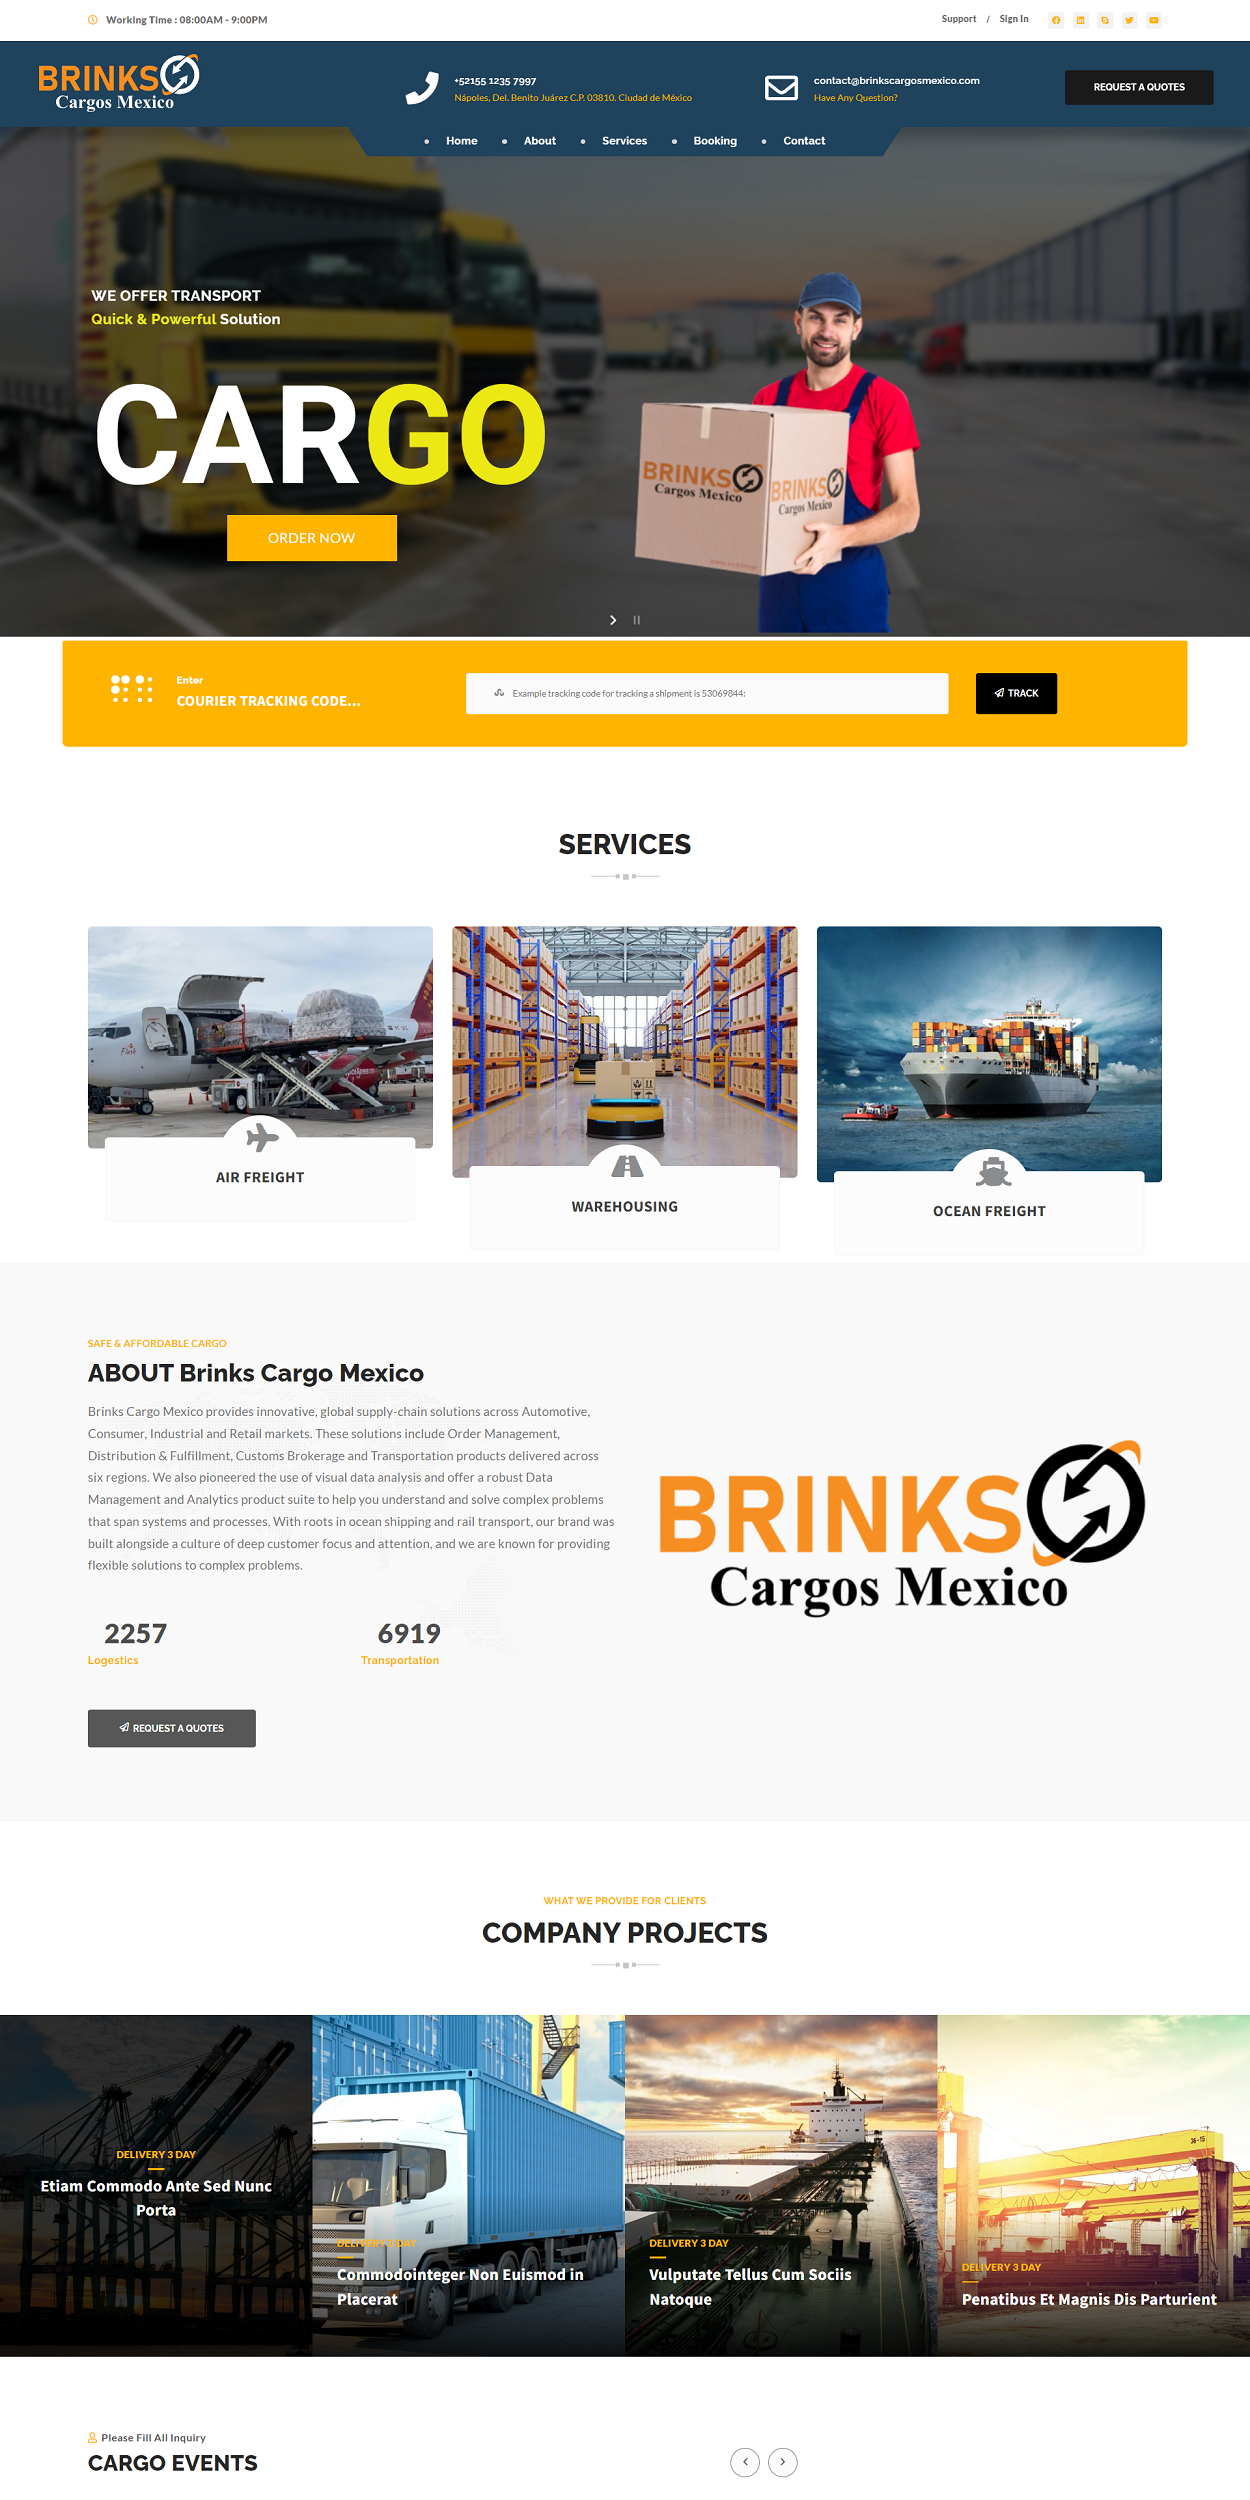 Working Time : 08:00AM - 9:00PM
Support / Sign In
BRINKS
Cargos Mexico
+52155 1235 7997
Nápoles, Del. Benito Juárez C.P. 03810. Ciudad de México
contact@brinkscargosmexico.com
Have Any Question?
REQUEST A QUOTES
Home About Services Booking Contact
WE OFFER TRANSPORT
Quick & Powerful Solution
CARGO
ORDER NOW
BRINKS
Cargos Mexico
BRINKS
Cargos Mexico
Enter
COURIER TRACKING CODE...
Example tracking code for tracking a shipment is 53069844:
TRACK
SERVICES
AIR FREIGHT
WAREHOUSING
OCEAN FREIGHT
SAFE & AFFORDABLE CARGO
ABOUT Brinks Cargo Mexico
Brinks Cargo Mexico provides innovative, global supply-chain solutions across Automotive,
Consumer, Industrial and Retail markets. These solutions include Order Management,
Distribution & Fulfillment, Customs Brokerage and Transportation products delivered across
six regions. We also pioneered the use of visual data analysis and offer a robust Data
Management and Analytics product suite to help you understand and solve complex problems
that span systems and processes. With roots in ocean shipping and rail transport, our brand was
built alongside a culture of deep customer focus and attention, and we are known for providing
flexible solutions to complex problems.
BRINKS
Cargos Mexico
2257
Logestics
6919
Transportation
REQUEST A QUOTES
WHAT WE PROVIDE FOR CLIENTS
COMPANY PROJECTS
DELIVERY 3 DAY
Etiam Commodo Ante Sed Nunc
Porta
DELIVERY 3 DAY
Commodointeger Non Euismod in
Placerat
DELIVERY 3 DAY
Vulputate Tellus Cum Sociis
Natoque
36-15
DELIVERY 3 DAY
Penatibus Et Magnis Dis Parturient
Please Fill All Inquiry
CARGO EVENTS